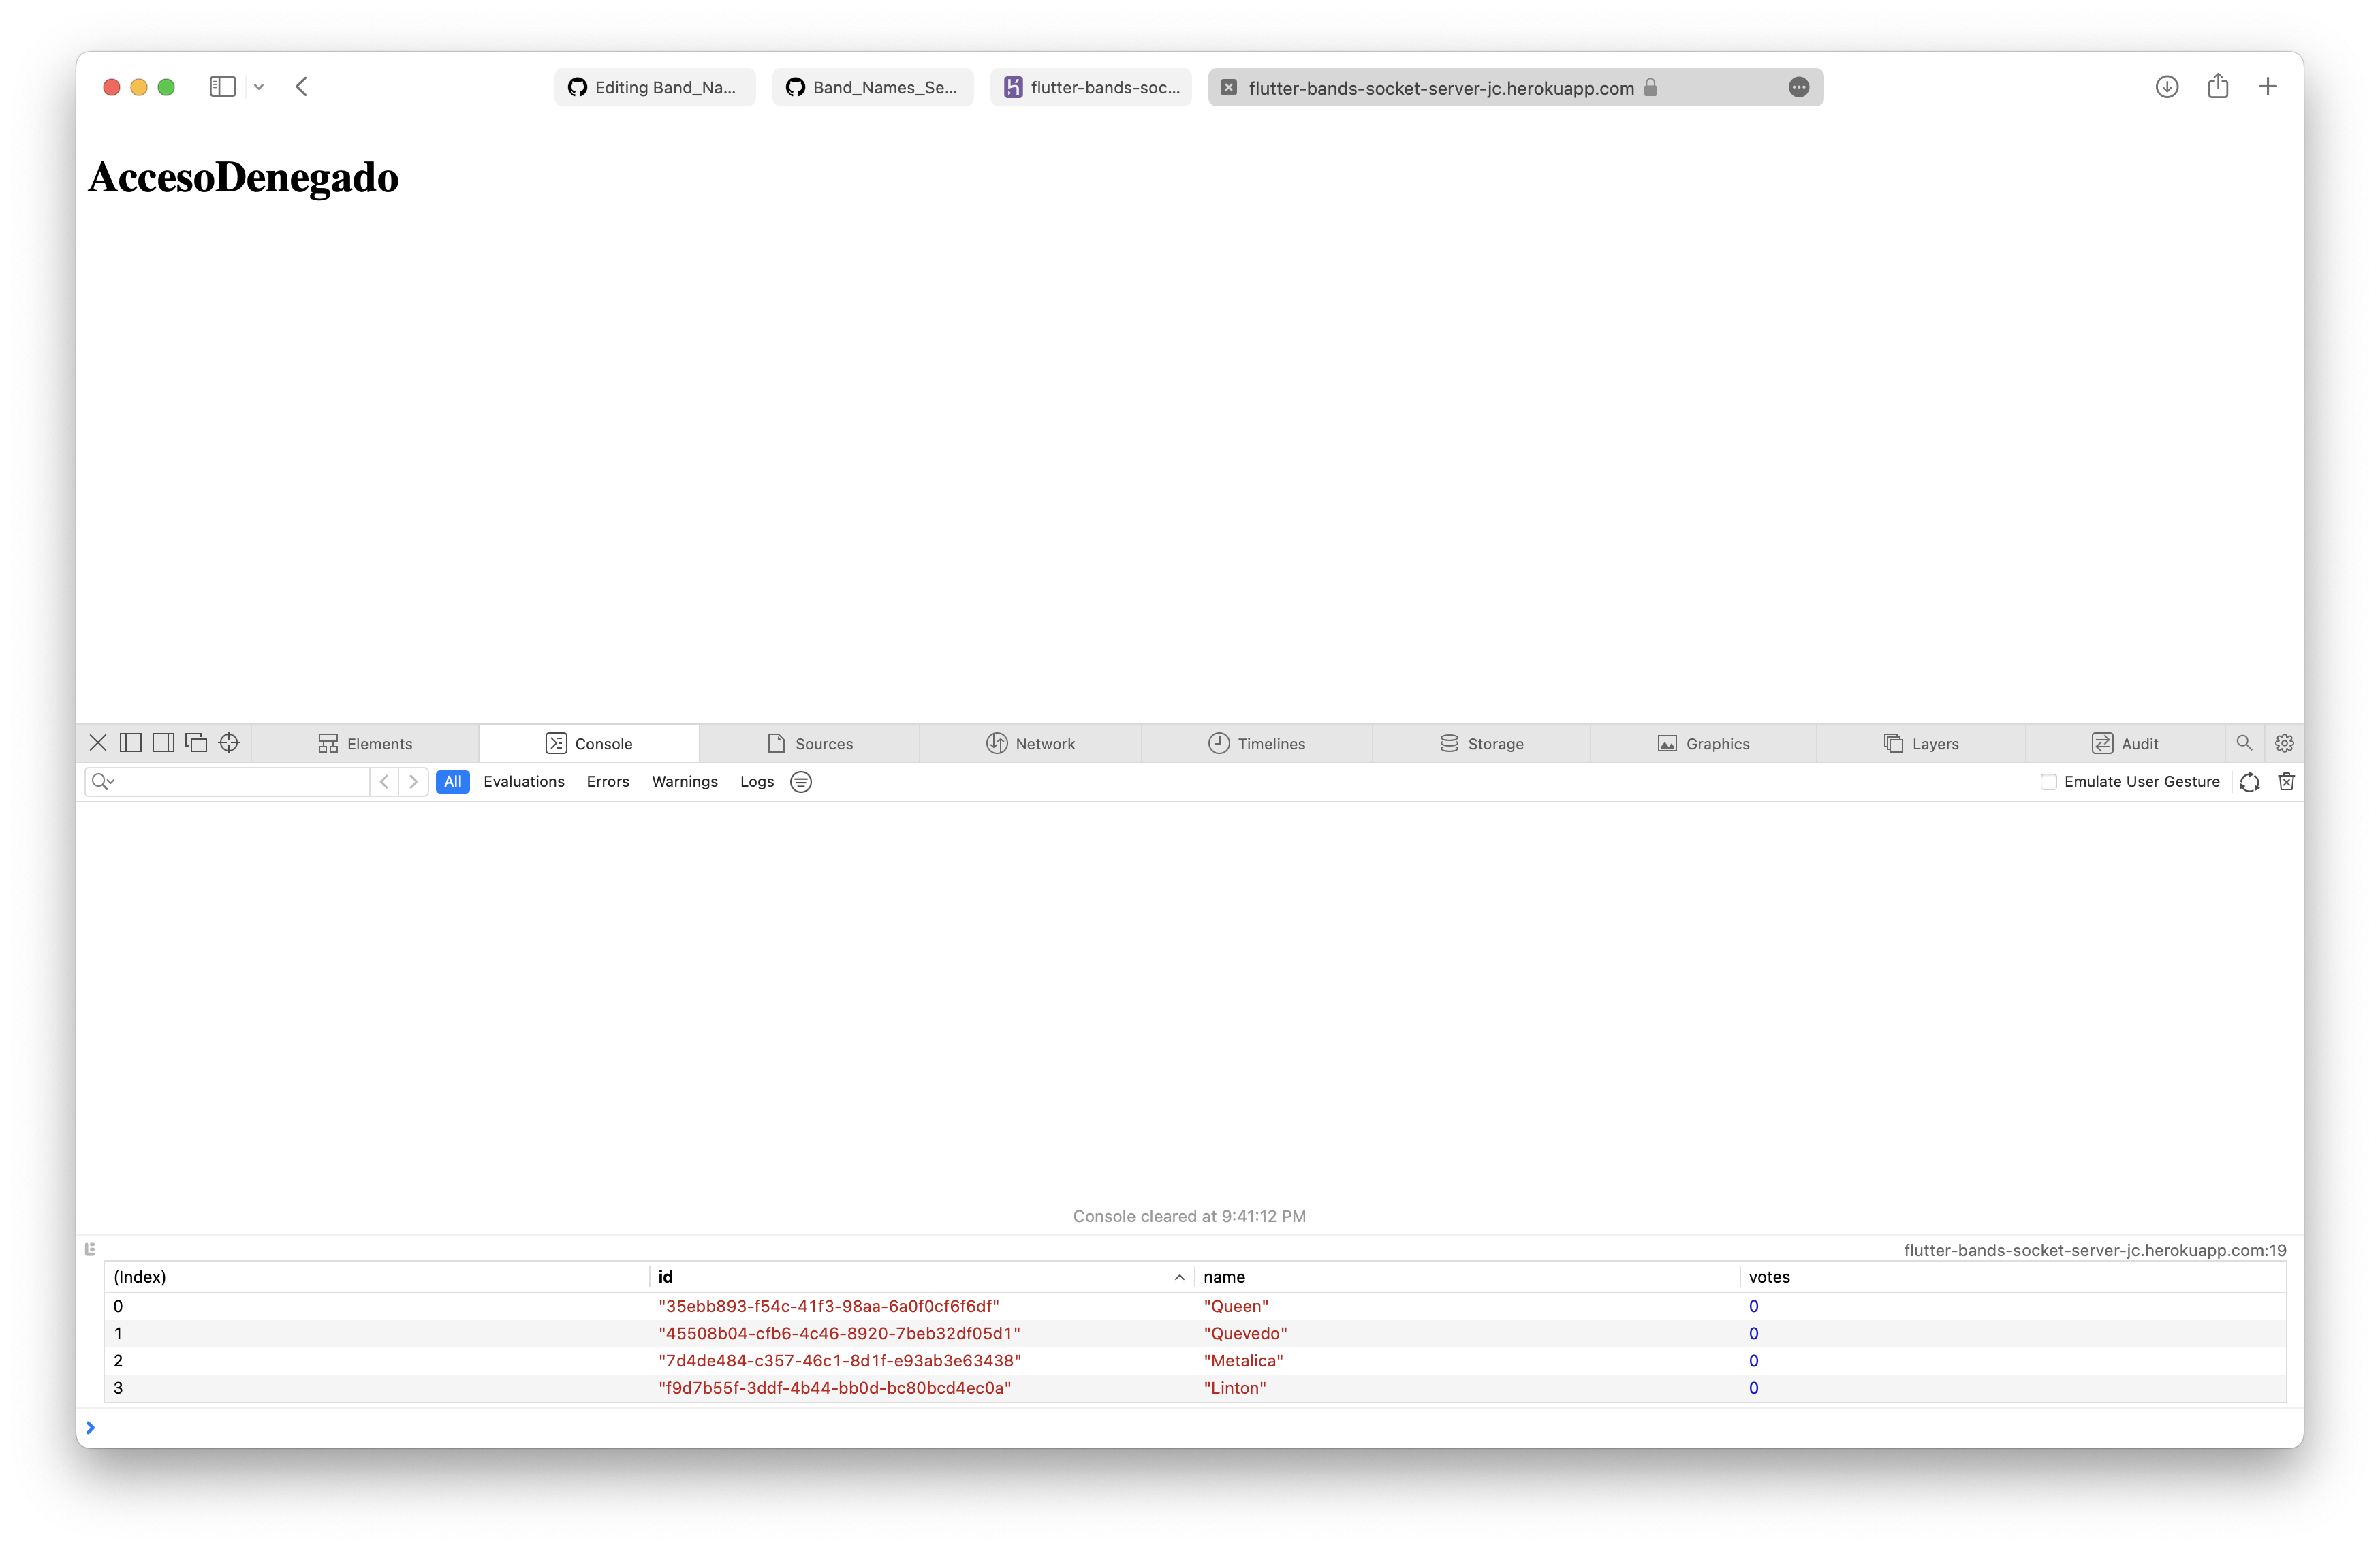 Editing Band_Na... Band_Names_Se... flutter-bands-soc... flutter-bands-socket-server-jc.herokuapp.com
AccesoDenegado
Elements Console Sources Network Timelines Storage Graphics Layers Audit
All Evaluations Errors Warnings Logs Emulate User Gesture
Console cleared at 9:41:12 PM
flutter-bands-socket-server-jc.herokuapp.com:19
(Index) id name votes
0 "35ebb893-f54c-41f3-98aa-6a0f0cf6f6df" "Queen" 0
1 "45508b04-cfb6-4c46-8920-7beb32df05d1" "Quevedo" 0
2 "7d4de484-c357-46c1-8d1f-e93ab3e63438" "Metalica" 0
3 "f9d7b55f-3ddf-4b44-bb0d-bc80bcd4ec0a" "Linton" 0